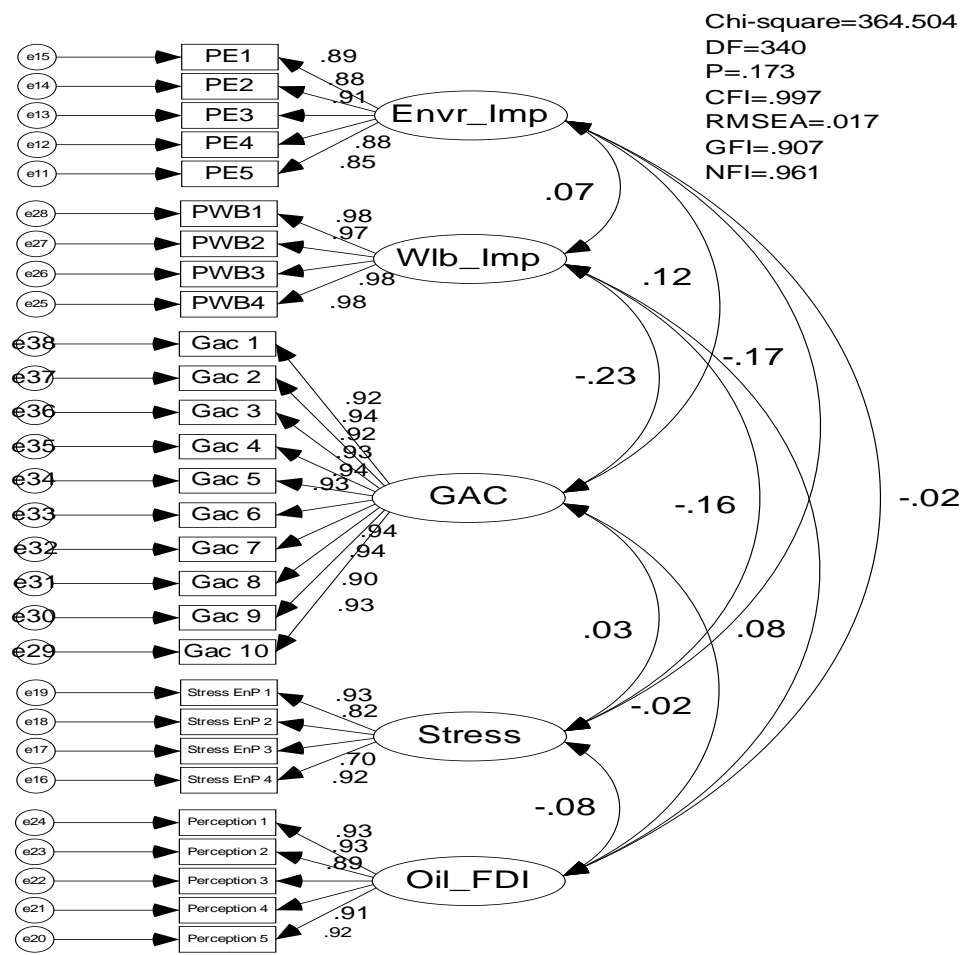 Chi-square=364.504
DF=340
P=.173
CFI=.997
RMSEA=.017
GFI=.907
NFI=.961
e15 PE1 .89
e14 PE2 .88
e13 PE3 .91
e12 PE4 .88
e11 PE5 .85
Envr_Imp
.07
e28 PWB1 .98
e27 PWB2 .97
e26 PWB3 .98
e25 PWB4 .98
Wlb_Imp
.12
-.17
-.23
e38 Gac 1 .92
e37 Gac 2 .94
e36 Gac 3 .92
e35 Gac 4 .93
e34 Gac 5 .94
e33 Gac 6 .93
e32 Gac 7 .94
e31 Gac 8 .94
e30 Gac 9 .90
e29 Gac 10 .93
GAC
-.16
-.02
.03
.08
e19 Stress EnP 1 .93
e18 Stress EnP 2 .82
e17 Stress EnP 3 .70
e16 Stress EnP 4 .92
Stress
-.02
-.08
e24 Perception 1 .93
e23 Perception 2 .93
e22 Perception 3 .89
e21 Perception 4 .91
e20 Perception 5 .92
Oil_FDI